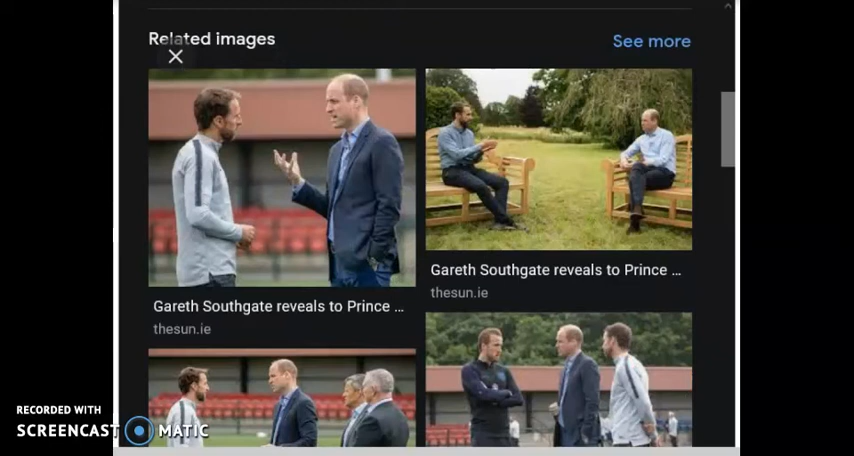 Related images
See more
Gareth Southgate reveals to Prince ...
thesun.ie
Gareth Southgate reveals to Prince ...
thesun.ie
RECORDED WITH
SCREENCAST MATIC